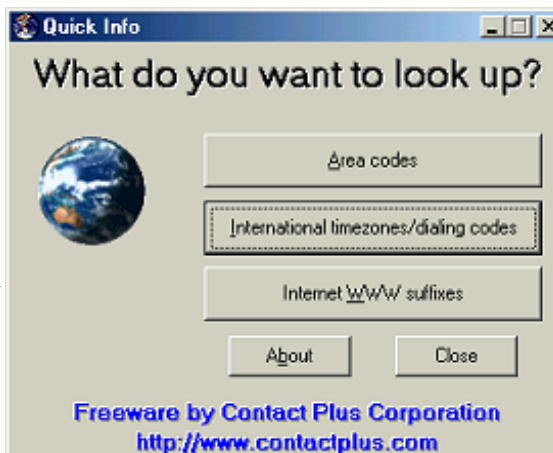 Quick Info
What do you want to look up?
Area codes
International timezones/dialing codes
Internet WWW suffixes
About
Close
Freeware by Contact Plus Corporation
http://www.contactplus.com